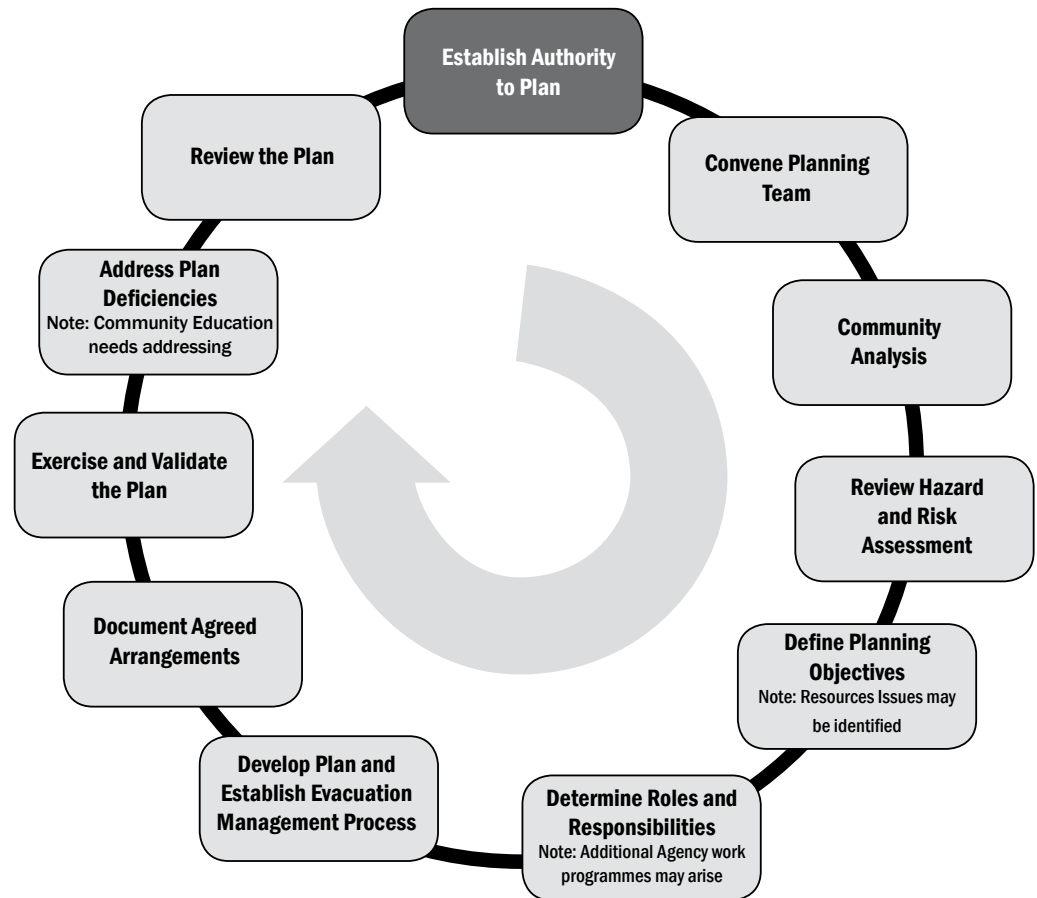 Establish Authority
to Plan
Convene Planning
Team
Community
Analysis
Review Hazard
and Risk
Assessment
Define Planning
Objectives
Note: Resources Issues may
be identified
Determine Roles and
Responsibilities
Note: Additional Agency work
programmes may arise
Develop Plan and
Establish Evacuation
Management Process
Document Agreed
Arrangements
Exercise and Validate
the Plan
Address Plan
Deficiencies
Note: Community Education
needs addressing
Review the Plan